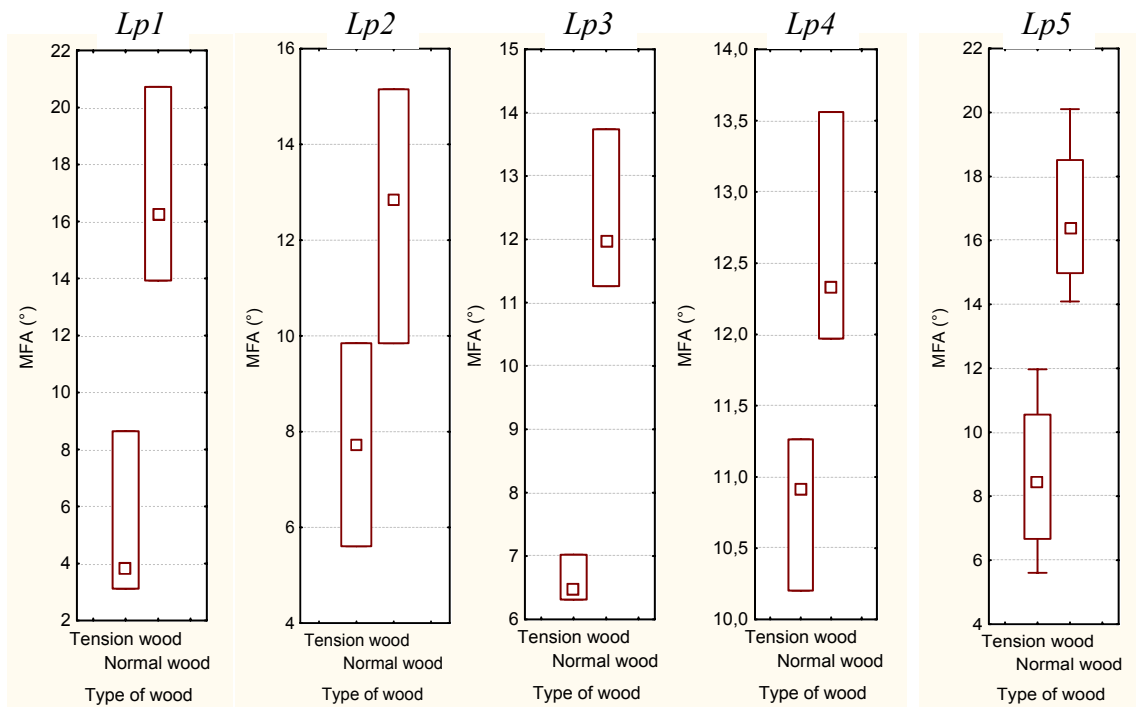 Lp1
22
20
18
16
14
12
10
8
6
4
2
MFA (°)
Tension wood
Normal wood
Type of wood
Lp2
16
14
12
10
8
6
4
MFA (°)
Tension wood
Normal wood
Type of wood
Lp3
15
14
13
12
11
10
9
8
7
6
MFA (°)
Tension wood
Normal wood
Type of wood
Lp4
14,0
13,5
13,0
12,5
12,0
11,5
11,0
10,5
10,0
MFA (°)
Tension wood
Normal wood
Type of wood
Lp5
22
20
18
16
14
12
10
8
6
4
MFA (°)
Tension wood
Normal wood
Type of wood